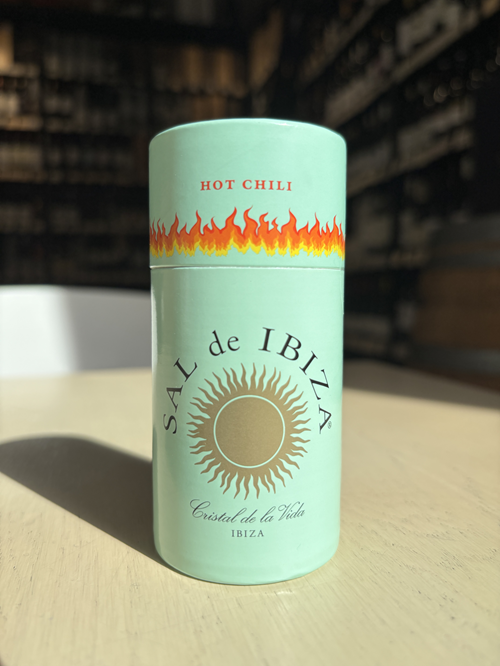 HOT CHILI
SAL de IBIZA®
Cristal de la Vida
IBIZA